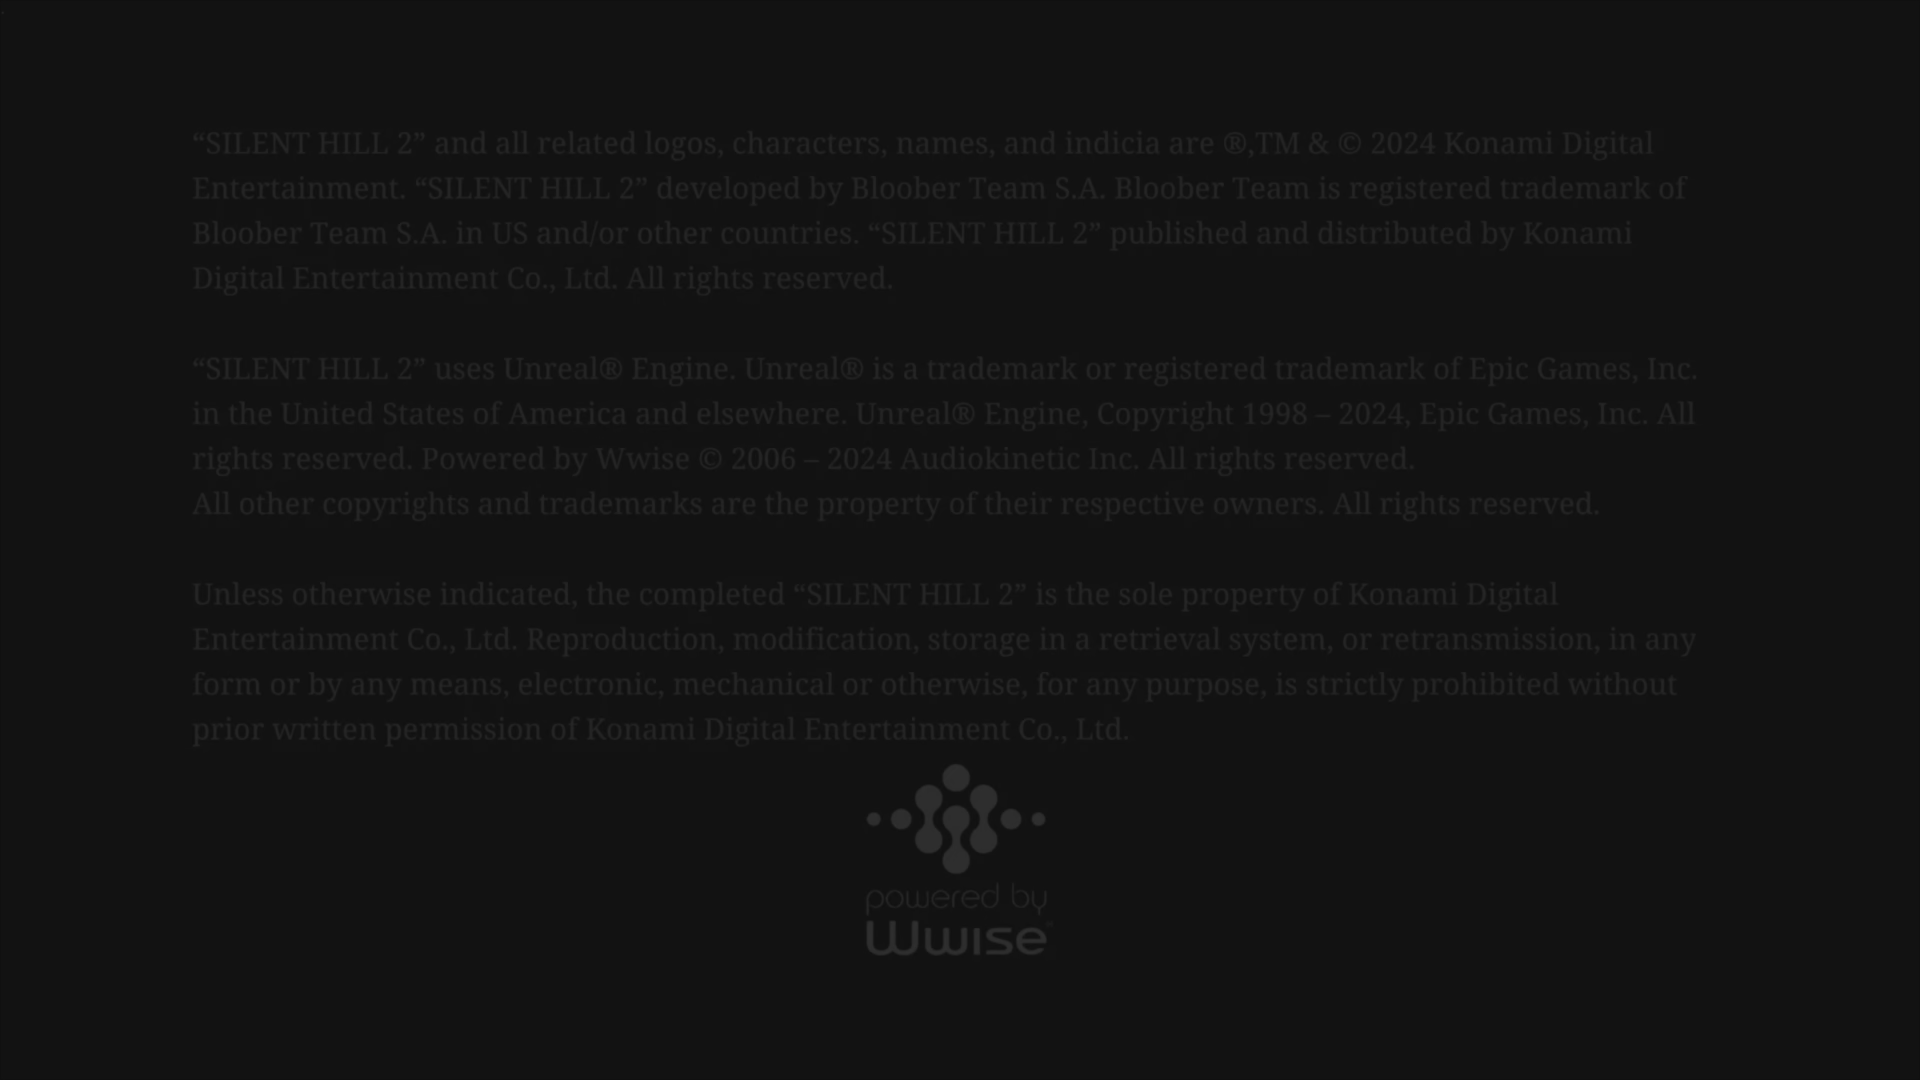 “SILENT HILL 2” and all related logos, characters, names, and indicia are ®,TM & © 2024 Konami Digital
Entertainment. “SILENT HILL 2” developed by Bloober Team S.A. Bloober Team is registered trademark of
Bloober Team S.A. in US and/or other countries. “SILENT HILL 2” published and distributed by Konami
Digital Entertainment Co., Ltd. All rights reserved.
“SILENT HILL 2” uses Unreal® Engine. Unreal® is a trademark or registered trademark of Epic Games, Inc.
in the United States of America and elsewhere. Unreal® Engine, Copyright 1998 – 2024, Epic Games, Inc. All
rights reserved. Powered by Wwise © 2006 – 2024 Audiokinetic Inc. All rights reserved.
All other copyrights and trademarks are the property of their respective owners. All rights reserved.
Unless otherwise indicated, the completed “SILENT HILL 2” is the sole property of Konami Digital
Entertainment Co., Ltd. Reproduction, modification, storage in a retrieval system, or retransmission, in any
form or by any means, electronic, mechanical or otherwise, for any purpose, is strictly prohibited without
prior written permission of Konami Digital Entertainment Co., Ltd.
powered by
Wwise